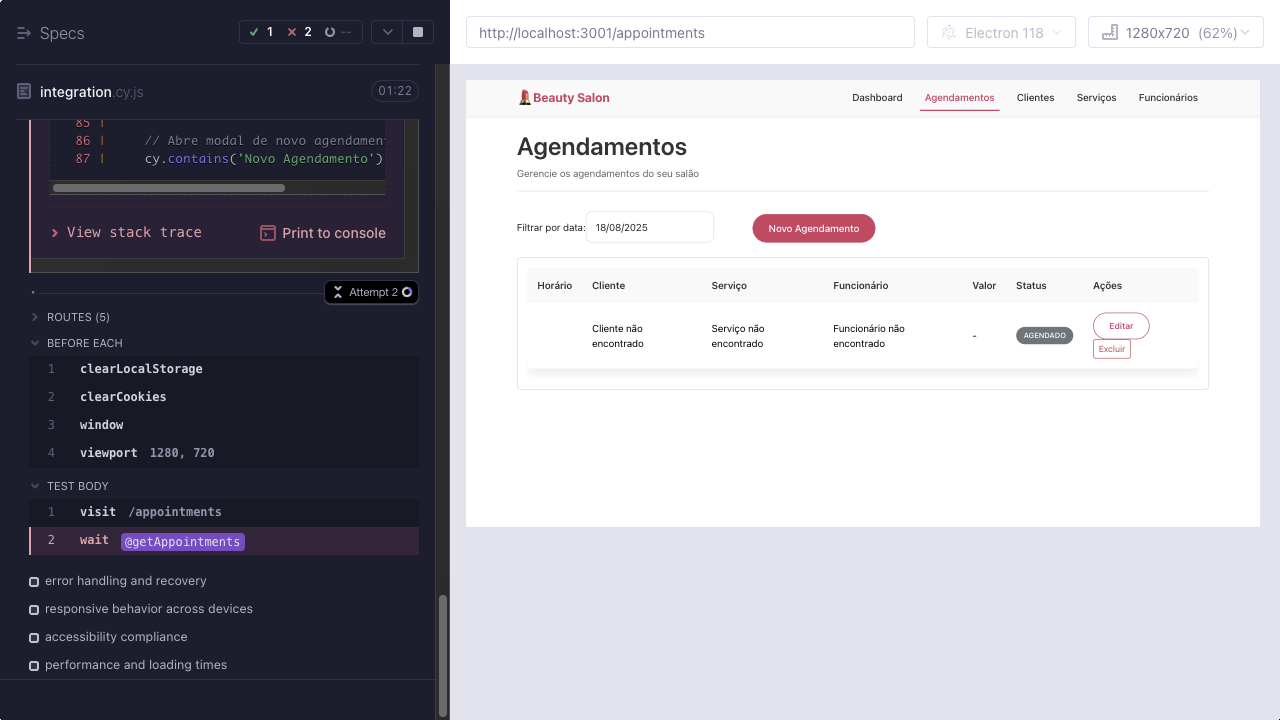 Specs
1
2
--
integration.cy.js
01:22
85 |
86 | // Abre modal de novo agendamen
87 | cy.contains('Novo Agendamento')
View stack trace
Print to console
Attempt 2
ROUTES (5)
BEFORE EACH
1 clearLocalStorage
2 clearCookies
3 window
4 viewport 1280, 720
TEST BODY
1 visit /appointments
2 wait @getAppointments
error handling and recovery
responsive behavior across devices
accessibility compliance
performance and loading times
http://localhost:3001/appointments
Electron 118
1280x720 (62%)
Beauty Salon
Dashboard
Agendamentos
Clientes
Serviços
Funcionários
Agendamentos
Gerencie os agendamentos do seu salão
Filtrar por data:
18/08/2025
Novo Agendamento
Horário Cliente Serviço Funcionário Valor Status Ações
Cliente não
encontrado
Serviço não
encontrado
Funcionário não
encontrado
-
AGENDADO
Editar
Excluir